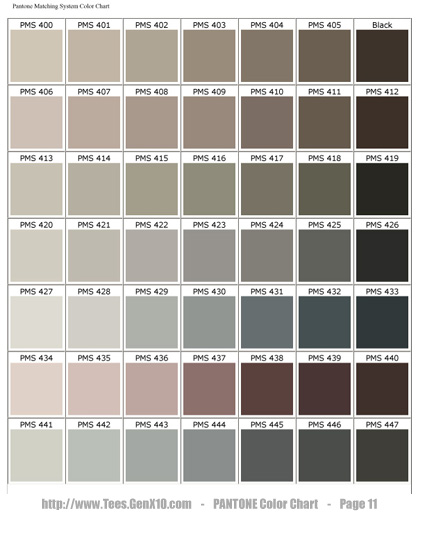 Pantone Matching System Color Chart
PMS 400 PMS 401 PMS 402 PMS 403 PMS 404 PMS 405 Black
PMS 406 PMS 407 PMS 408 PMS 409 PMS 410 PMS 411 PMS 412
PMS 413 PMS 414 PMS 415 PMS 416 PMS 417 PMS 418 PMS 419
PMS 420 PMS 421 PMS 422 PMS 423 PMS 424 PMS 425 PMS 426
PMS 427 PMS 428 PMS 429 PMS 430 PMS 431 PMS 432 PMS 433
PMS 434 PMS 435 PMS 436 PMS 437 PMS 438 PMS 439 PMS 440
PMS 441 PMS 442 PMS 443 PMS 444 PMS 445 PMS 446 PMS 447
http://www.Tees.GenX10.com - PANTONE Color Chart - Page 11